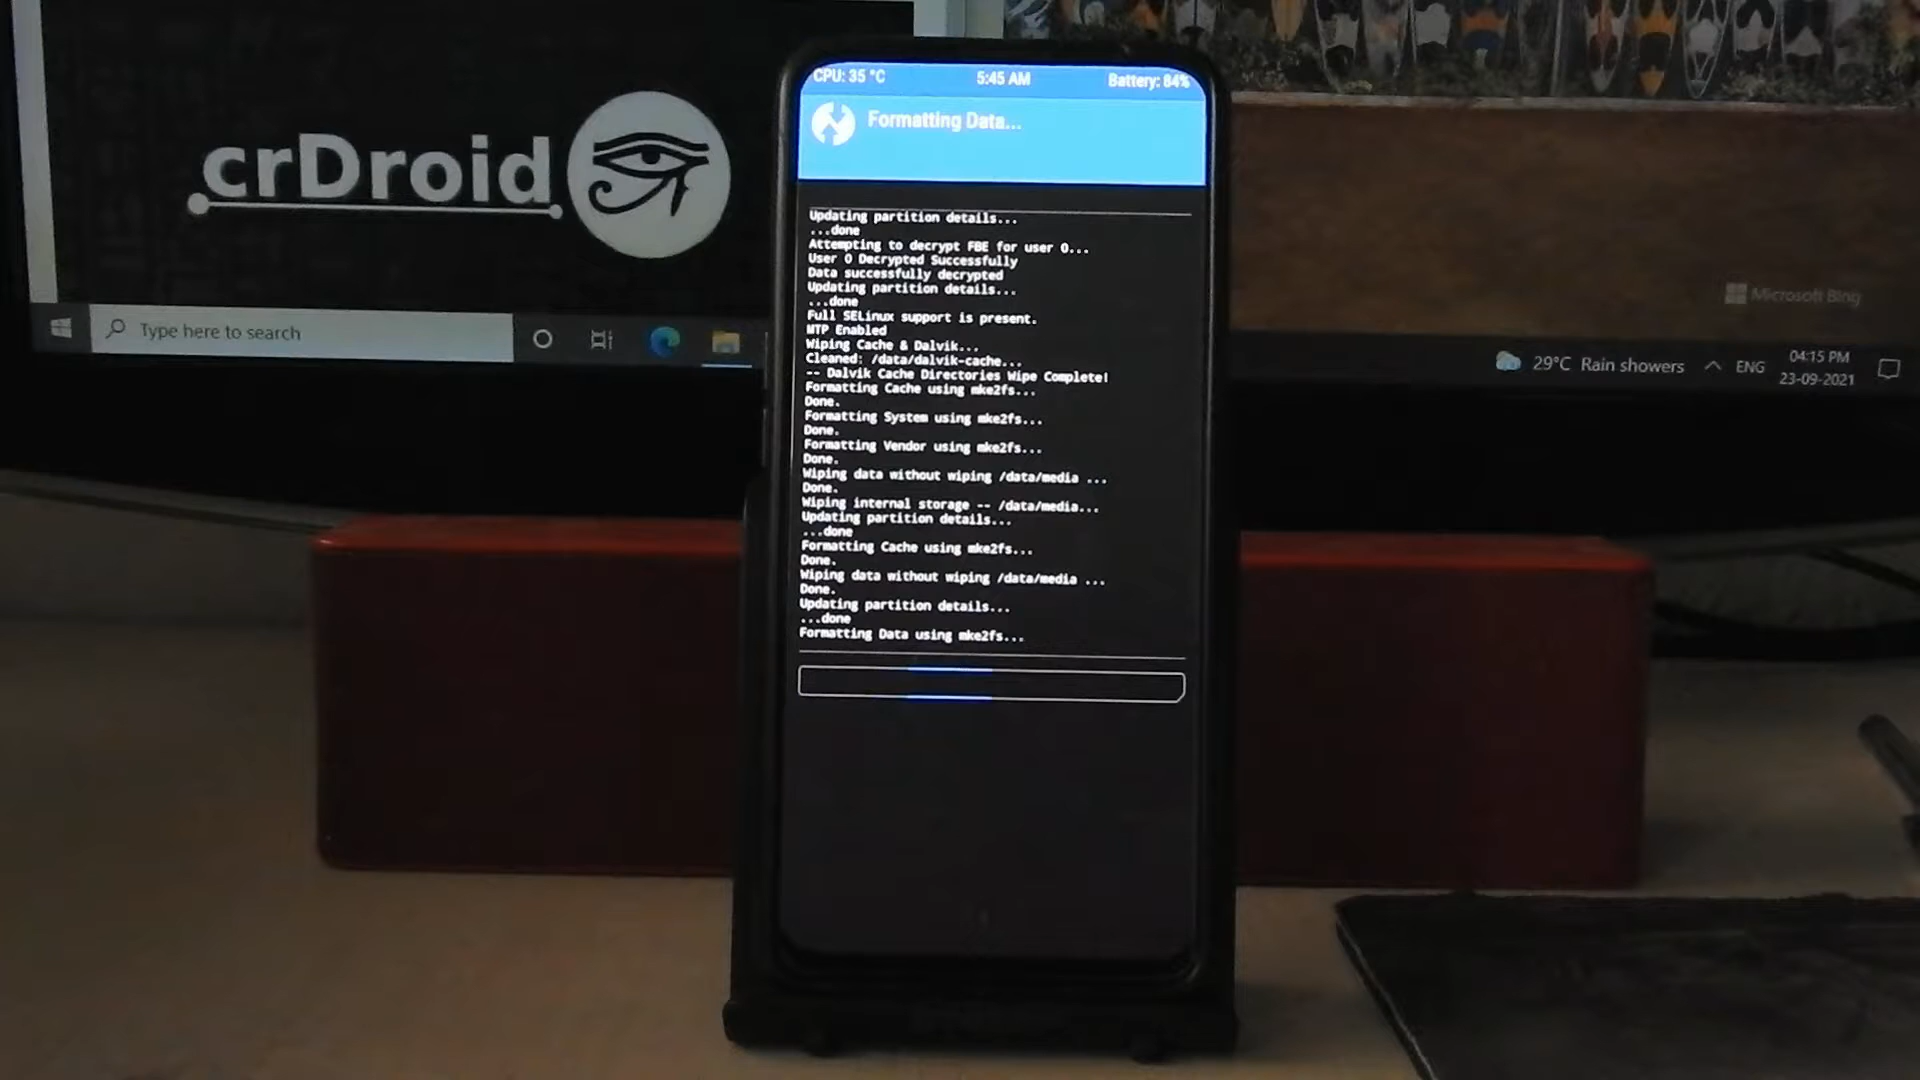 crDroid
Type here to search
Microsoft Bing
29°C Rain showers
ENG
04:15 PM
23-09-2021
CPU: 35 °C
5:45 AM
Battery: 84%
Formatting Data...
Updating partition details...
...done
Attempting to decrypt FBE for user 0...
User 0 Decrypted Successfully
Data successfully decrypted
Updating partition details...
...done
Full SELinux support is present.
MTP Enabled
Wiping Cache & Dalvik...
Cleaned: /data/dalvik-cache...
-- Dalvik Cache Directories Wipe Complete!
Formatting Cache using mke2fs...
Done.
Formatting System using mke2fs...
Done.
Formatting Vendor using mke2fs...
Done.
Wiping data without wiping /data/media ...
Done.
Wiping internal storage -- /data/media...
Updating partition details...
...done
Formatting Cache using mke2fs...
Done.
Wiping data without wiping /data/media ...
Done.
Updating partition details...
...done
Formatting Data using mke2fs...